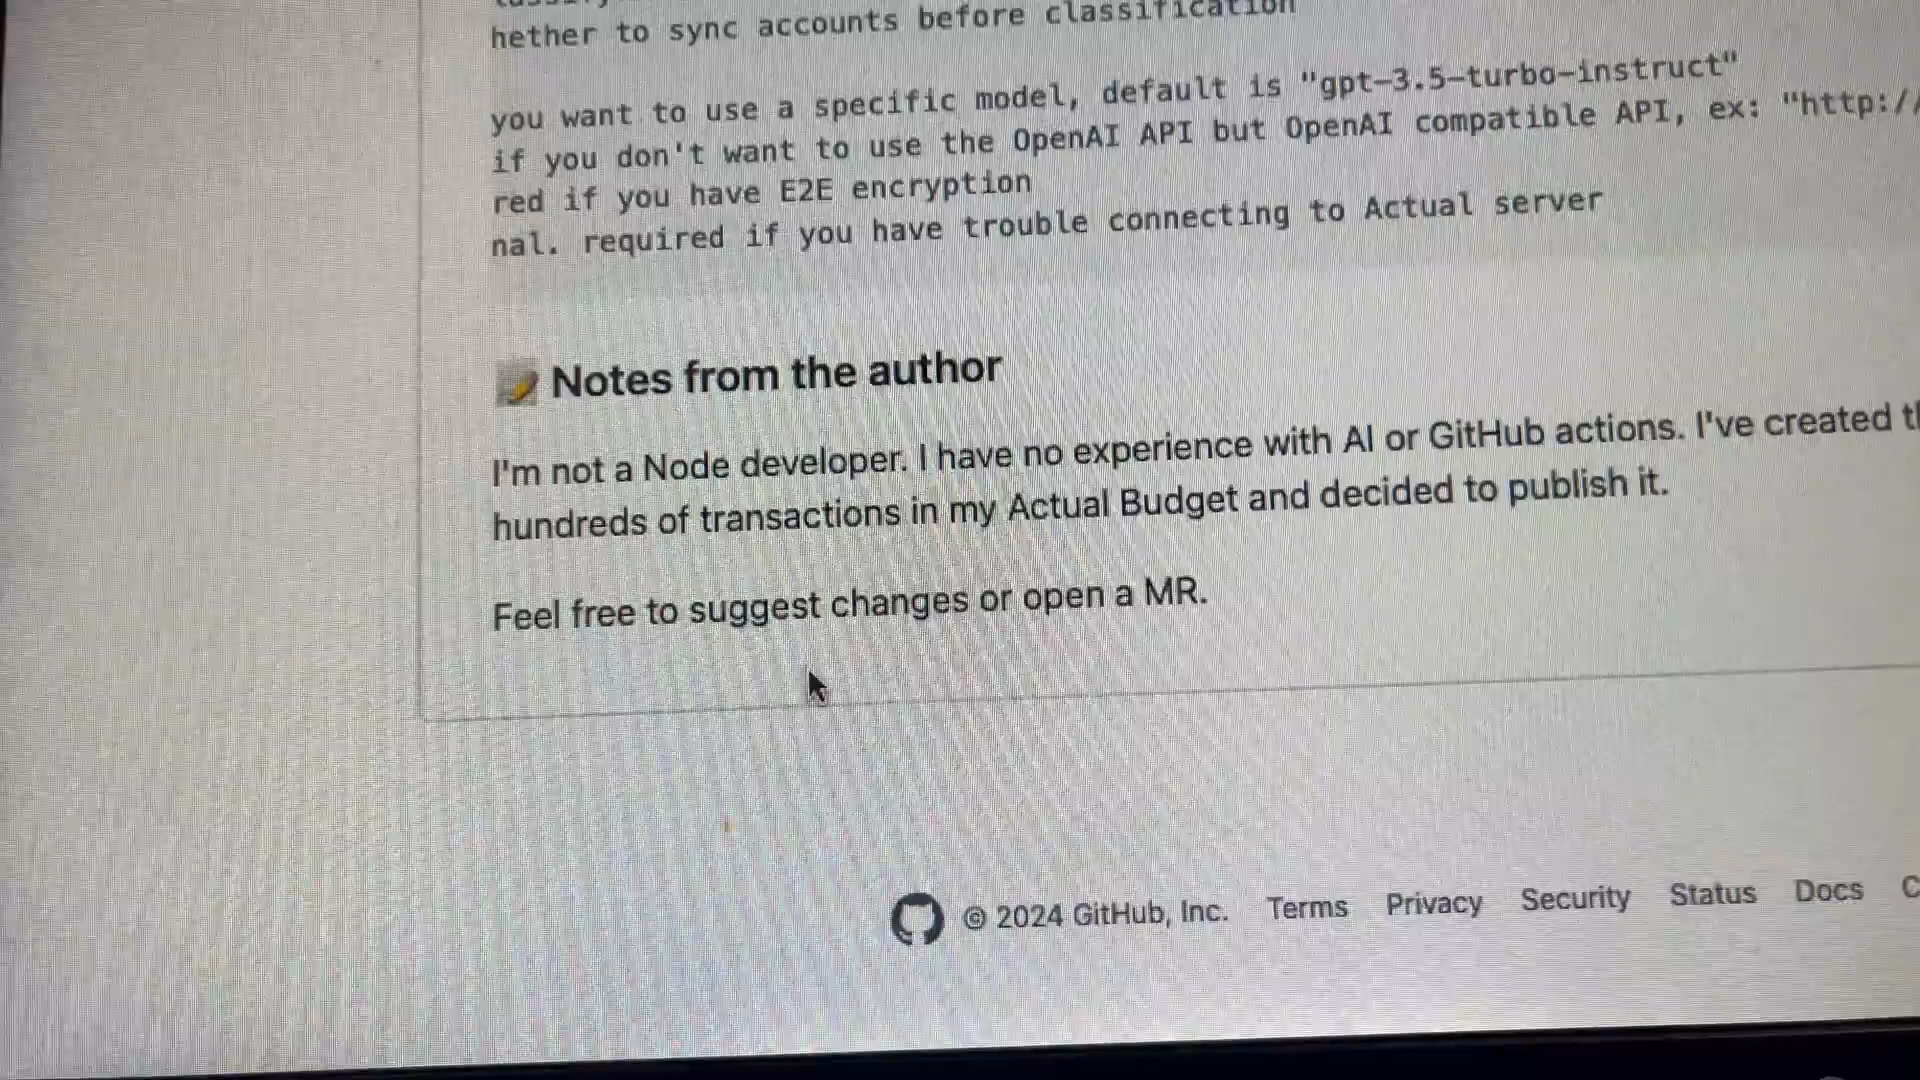 hether to sync accounts before classification
you want to use a specific model, default is "gpt-3.5-turbo-instruct"
if you don't want to use the OpenAI API but OpenAI compatible API, ex: "http:/
red if you have E2E encryption
nal. required if you have trouble connecting to Actual server
Notes from the author
I'm not a Node developer. I have no experience with AI or GitHub actions. I've created th
hundreds of transactions in my Actual Budget and decided to publish it.
Feel free to suggest changes or open a MR.
© 2024 GitHub, Inc. Terms Privacy Security Status Docs C